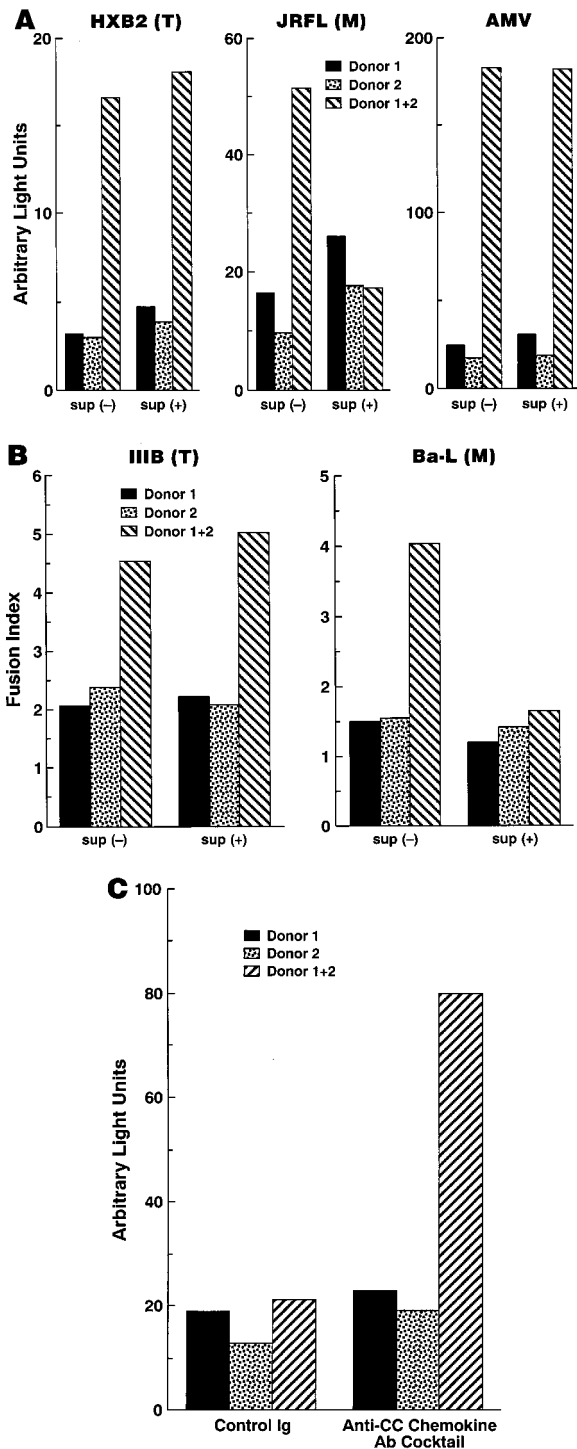 A
HXB2 (T)
JRFL (M)
AMV
Arbitrary Light Units
20
10
0
sup (–)
sup (+)
60
40
20
0
Donor 1
Donor 2
Donor 1+2
sup (–)
sup (+)
200
100
0
sup (–)
sup (+)
B
IIIB (T)
Ba-L (M)
Fusion Index
6
5
4
3
2
1
0
Donor 1
Donor 2
Donor 1+2
sup (–)
sup (+)
5
4
3
2
1
0
sup (–)
sup (+)
C
Arbitrary Light Units
100
80
60
40
20
0
Donor 1
Donor 2
Donor 1+2
Control Ig
Anti-CC Chemokine
Ab Cocktail